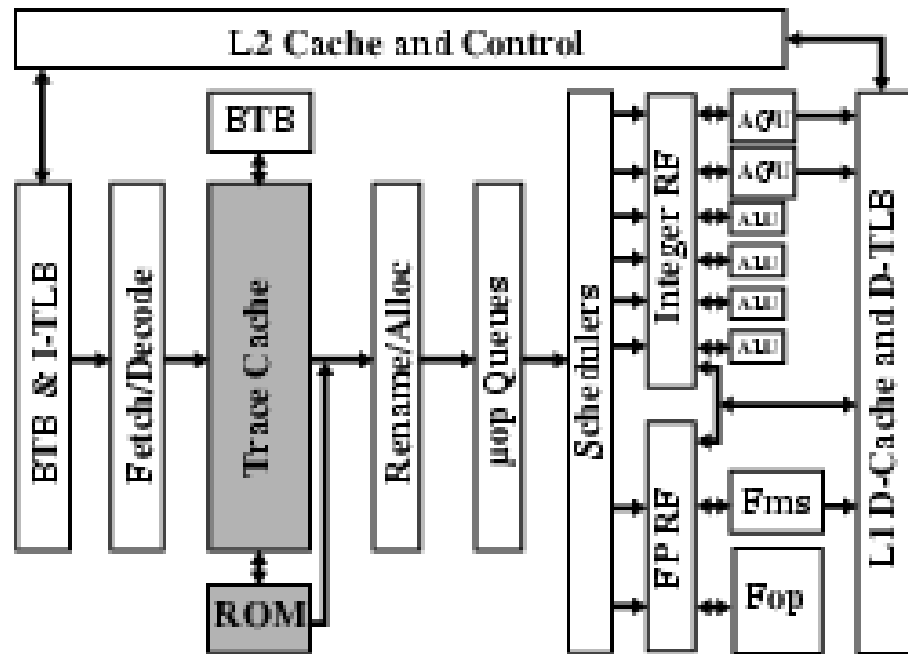 L2 Cache and Control
BTB
BTB & I-TLB
Fetch/Decode
Trace Cache
ROM
Rename/Alloc
µop Queues
Schedulers
Integer RF
FP RF
AGU
AGU
ALU
ALU
ALU
ALU
Fms
Fop
L1 D-Cache and D-TLB